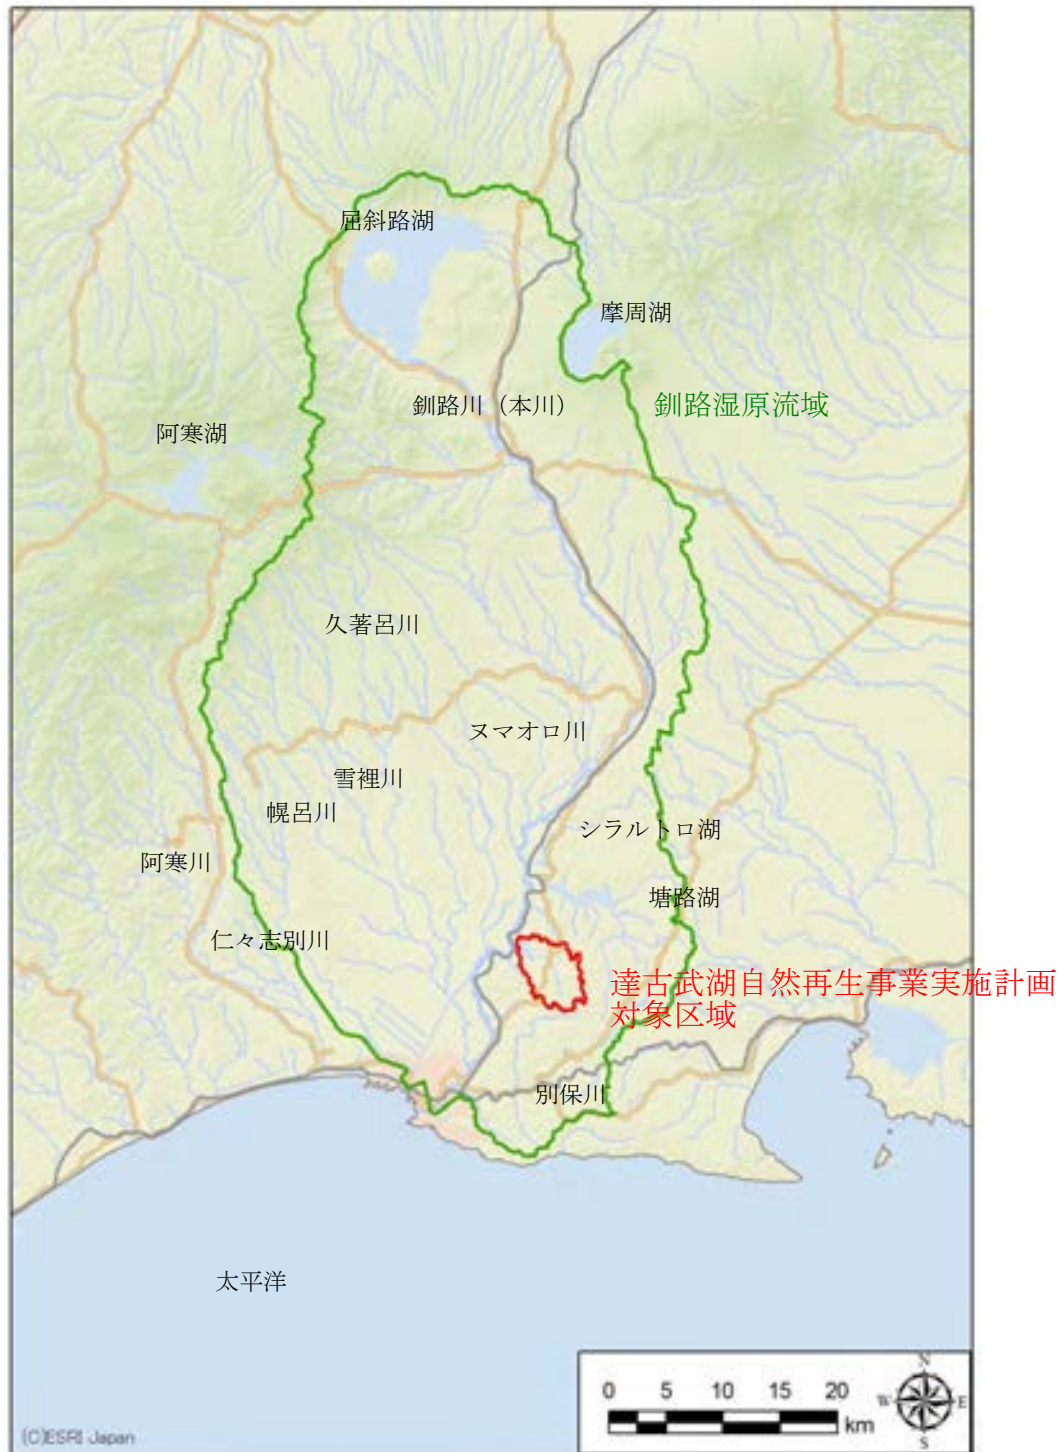 屈斜路湖
摩周湖
釧路川（本川）
釧路湿原流域
阿寒湖
久著呂川
ヌマオロ川
雪裡川
幌呂川
シラルトロ湖
阿寒川
塘路湖
仁々志別川
達古武湖自然再生事業実施計画
対象区域
別保川
太平洋
0 5 10 15 20
km
N
W E
S
(C)ESRI Japan